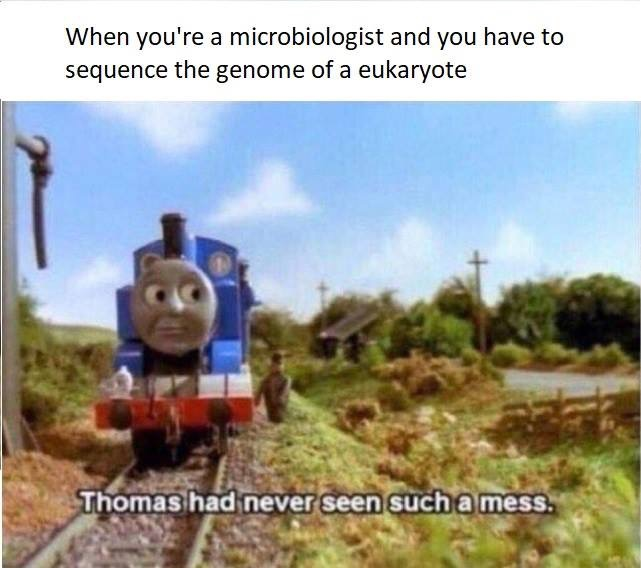 When you're a microbiologist and you have to
sequence the genome of a eukaryote
1
Thomas had never seen such a mess.